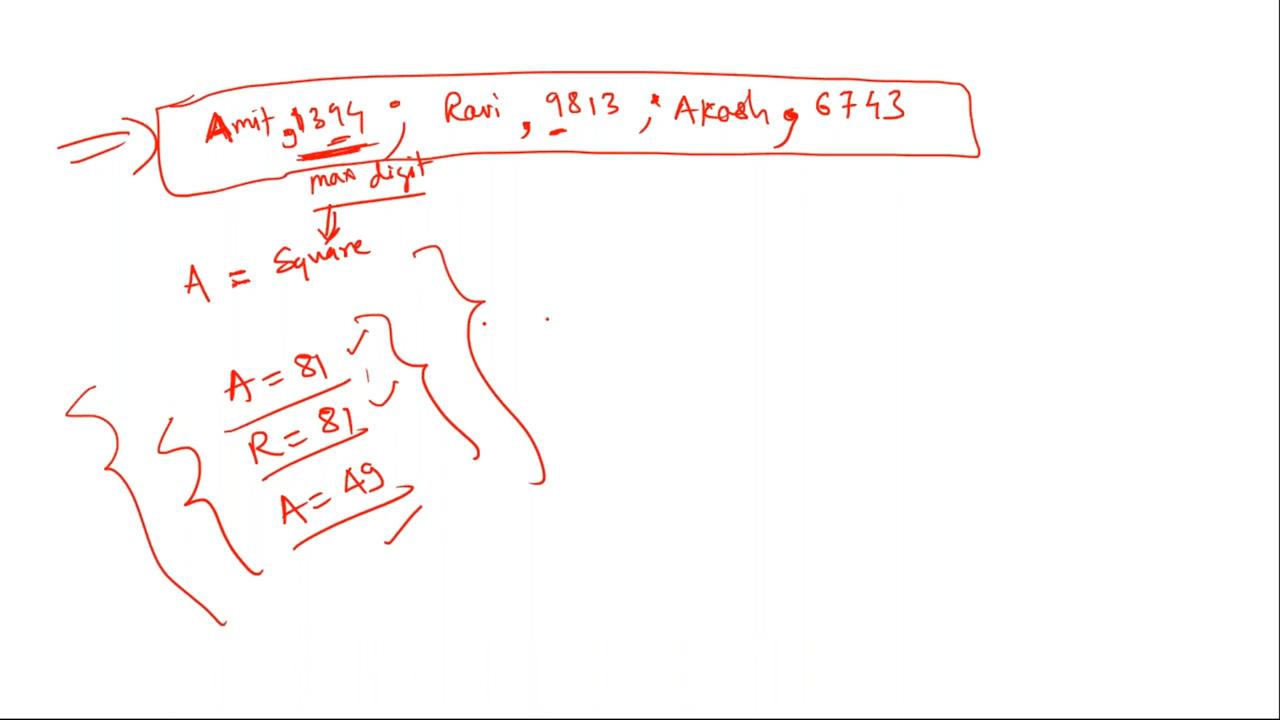 Amit, 1394 ; Ravi , 9813 ; Akash , 6743
max digit
A = Square
A = 81
R = 81
A = 49